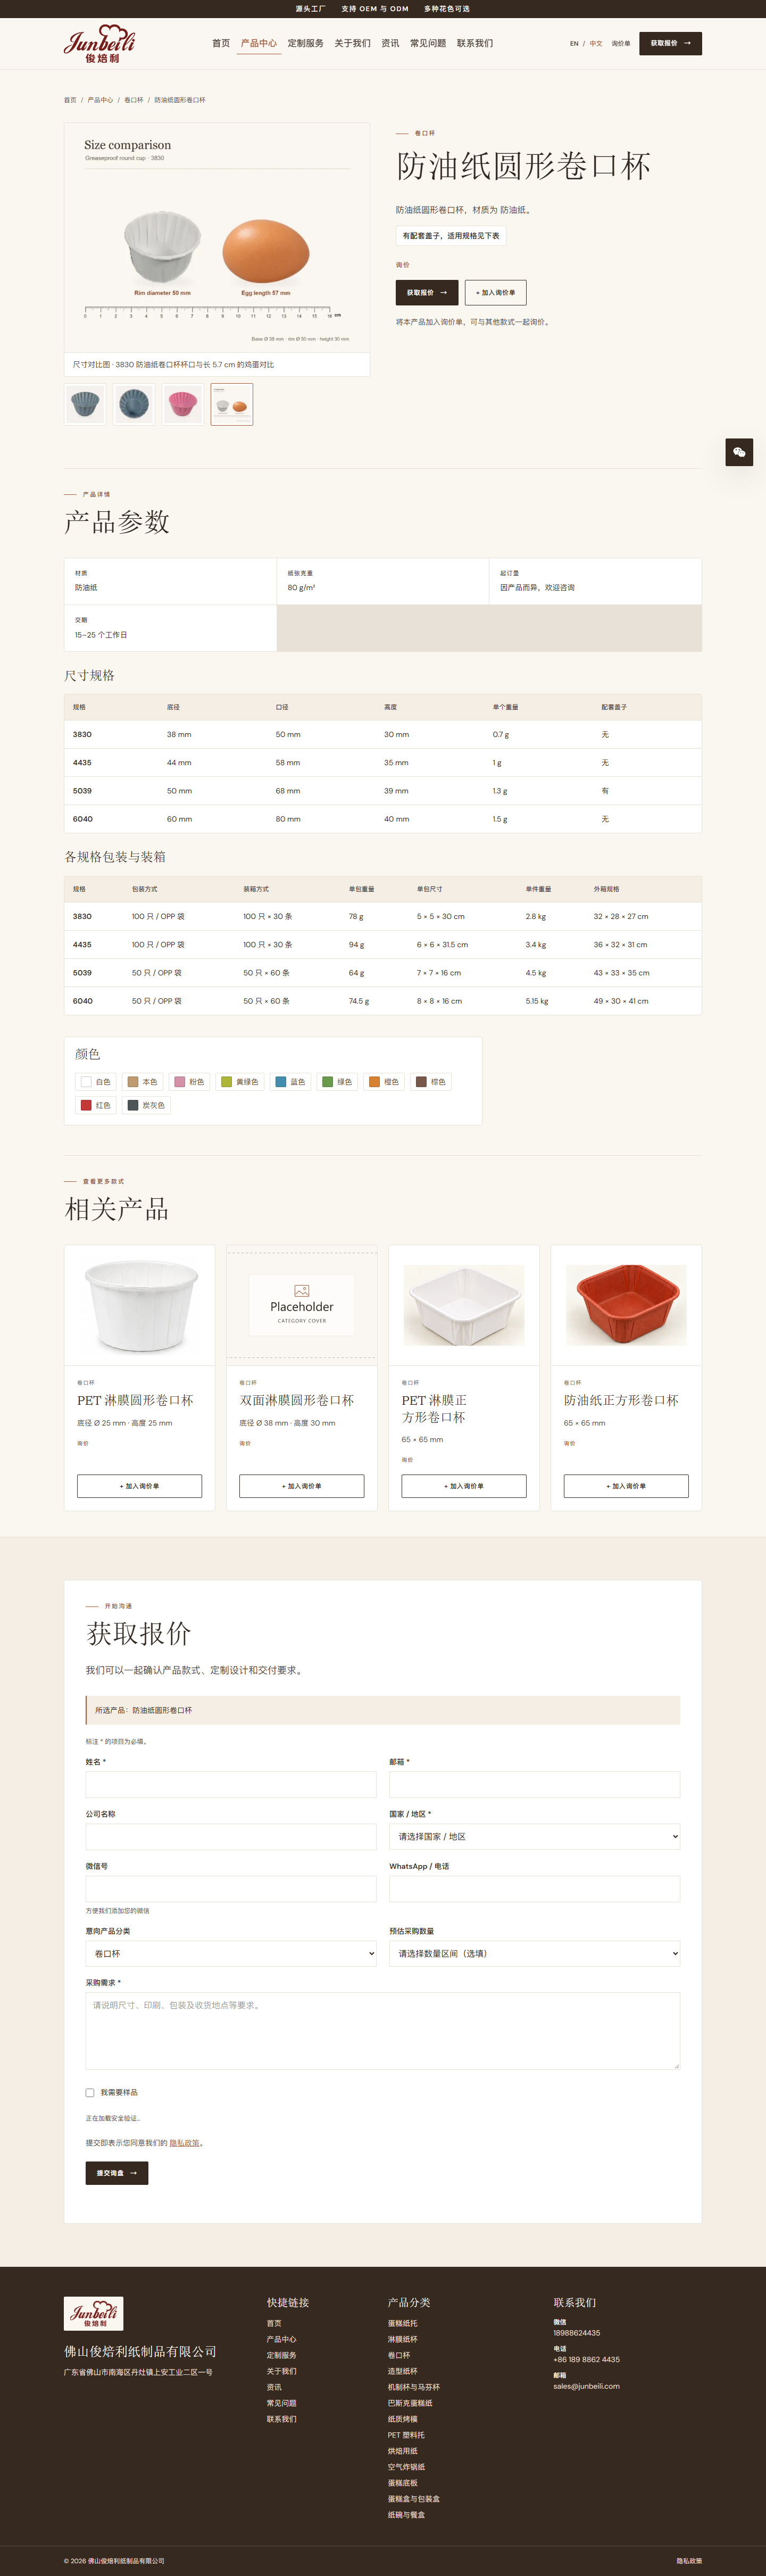 源头工厂 支持 OEM 与 ODM 多种花色可选
Junbeili
俊焙利
首页 产品中心 定制服务 关于我们 资讯 常见问题 联系我们
EN / 中文 询价单 获取报价 →
首页 / 产品中心 / 卷口杯 / 防油纸圆形卷口杯
Size comparison
Greaseproof round cup · 3830
Rim diameter 50 mm Egg length 57 mm
0 1 2 3 4 5 6 7 8 9 10 11 12 13 14 15 16 cm
Base Ø 38 mm · rim Ø 50 mm · height 30 mm
尺寸对比图 · 3830 防油纸卷口杯杯口与长 5.7 cm 的鸡蛋对比
卷口杯
防油纸圆形卷口杯
防油纸圆形卷口杯，材质为 防油纸。
有配套盖子，适用规格见下表
询价
获取报价 →
+ 加入询价单
将本产品加入询价单，可与其他款式一起询价。
产品详情
产品参数
材质
防油纸
纸张克重
80 g/m²
起订量
因产品而异，欢迎咨询
交期
15–25 个工作日
尺寸规格
规格 底径 口径 高度 单个重量 配套盖子
3830 38 mm 50 mm 30 mm 0.7 g 无
4435 44 mm 58 mm 35 mm 1 g 无
5039 50 mm 68 mm 39 mm 1.3 g 有
6040 60 mm 80 mm 40 mm 1.5 g 无
各规格包装与装箱
规格 包装方式 装箱方式 单包重量 单包尺寸 单件重量 外箱规格
3830 100 只 / OPP 袋 100 只 × 30 条 78 g 5 × 5 × 30 cm 2.8 kg 32 × 28 × 27 cm
4435 100 只 / OPP 袋 100 只 × 30 条 94 g 6 × 6 × 31.5 cm 3.4 kg 36 × 32 × 31 cm
5039 50 只 / OPP 袋 50 只 × 60 条 64 g 7 × 7 × 16 cm 4.5 kg 43 × 33 × 35 cm
6040 50 只 / OPP 袋 50 只 × 60 条 74.5 g 8 × 8 × 16 cm 5.15 kg 49 × 30 × 41 cm
颜色
白色 本色 粉色 黄绿色 蓝色 绿色 橙色 棕色
红色 炭灰色
查看更多款式
相关产品
卷口杯
PET 淋膜圆形卷口杯
底径 Ø 25 mm · 高度 25 mm
询价
+ 加入询价单
Placeholder
CATEGORY COVER
卷口杯
双面淋膜圆形卷口杯
底径 Ø 38 mm · 高度 30 mm
询价
+ 加入询价单
卷口杯
PET 淋膜正
方形卷口杯
65 × 65 mm
询价
+ 加入询价单
卷口杯
防油纸正方形卷口杯
65 × 65 mm
询价
+ 加入询价单
开始沟通
获取报价
我们可以一起确认产品款式、定制设计和交付要求。
所选产品：防油纸圆形卷口杯
标注 * 的项目为必填。
姓名 *
邮箱 *
公司名称
国家 / 地区 *
请选择国家 / 地区
微信号
方便我们添加您的微信
WhatsApp / 电话
意向产品分类
卷口杯
预估采购数量
请选择数量区间（选填）
采购需求 *
请说明尺寸、印刷、包装及收货地点等要求。
我需要样品
正在加载安全验证…
提交即表示您同意我们的 隐私政策。
提交询盘 →
Junbeili
俊焙利
佛山俊焙利纸制品有限公司
广东省佛山市南海区丹灶镇上安工业二区一号
快捷链接
首页
产品中心
定制服务
关于我们
资讯
常见问题
联系我们
产品分类
蛋糕纸托
淋膜纸杯
卷口杯
造型纸杯
机制杯与马芬杯
巴斯克蛋糕纸
纸质烤模
PET 塑料托
烘焙用纸
空气炸锅纸
蛋糕底板
蛋糕盒与包装盒
纸碗与餐盒
联系我们
微信
18988624435
电话
+86 189 8862 4435
邮箱
sales@junbeili.com
© 2026 佛山俊焙利纸制品有限公司
隐私政策